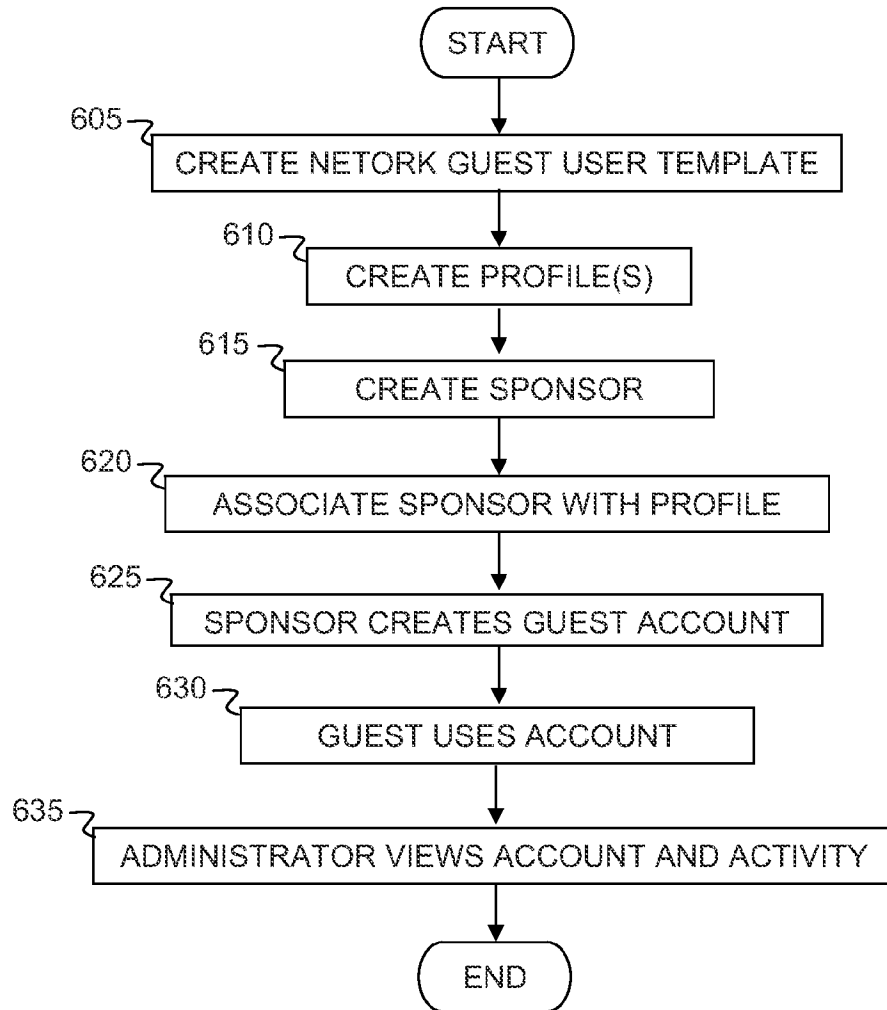 START
605
CREATE NETORK GUEST USER TEMPLATE
610
CREATE PROFILE(S)
615
CREATE SPONSOR
620
ASSOCIATE SPONSOR WITH PROFILE
625
SPONSOR CREATES GUEST ACCOUNT
630
GUEST USES ACCOUNT
635
ADMINISTRATOR VIEWS ACCOUNT AND ACTIVITY
END